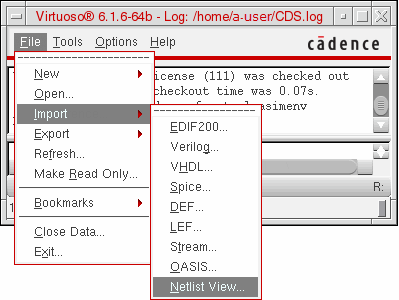 Virtuoso® 6.1.6-64b - Log: /home/a-user/CDS.log
File Tools Options Help
cādence
icense (111) was checked out
checkout time was 0.07s.
simenv
New
Open...
Import
Export
Refresh...
Make Read Only...
Bookmarks
Close Data...
Exit...
EDIF200...
Verilog...
VHDL...
Spice...
DEF...
LEF...
Stream...
OASIS...
Netlist View...
R:
1